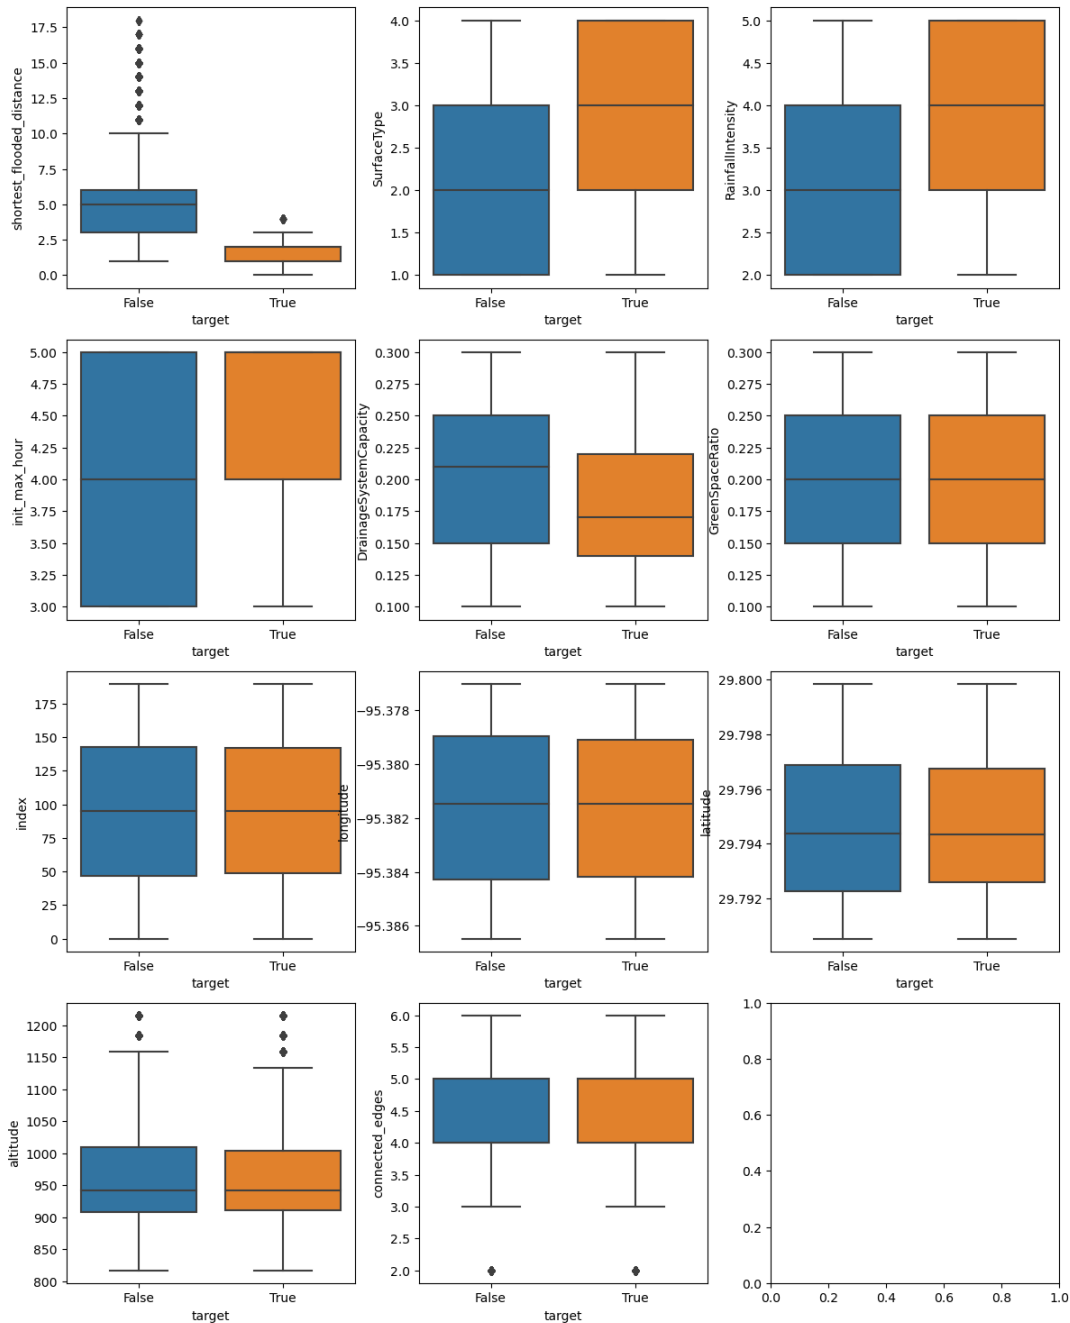 17.5
15.0
12.5
10.0
7.5
5.0
2.5
0.0
shortest_flooded_distance
False
True
target
4.0
3.5
3.0
2.5
2.0
1.5
1.0
SurfaceType
False
True
target
5.0
4.5
4.0
3.5
3.0
2.5
2.0
RainfallIntensity
False
True
target
5.00
4.75
4.50
4.25
4.00
3.75
3.50
3.25
3.00
init_max_hour
False
True
target
0.300
0.275
0.250
0.225
0.200
0.175
0.150
0.125
0.100
DrainageSystemCapacity
False
True
target
0.300
0.275
0.250
0.225
0.200
0.175
0.150
0.125
0.100
GreenSpaceRatio
False
True
target
175
150
125
100
75
50
25
0
index
False
True
target
−95.378
−95.380
−95.382
−95.384
−95.386
longitude
False
True
target
29.800
29.798
29.796
29.794
29.792
latitude
False
True
target
1200
1150
1100
1050
1000
950
900
850
800
altitude
False
True
target
6.0
5.5
5.0
4.5
4.0
3.5
3.0
2.5
2.0
connected_edges
False
True
target
1.0
0.8
0.6
0.4
0.2
0.0
0.0
0.2
0.4
0.6
0.8
1.0